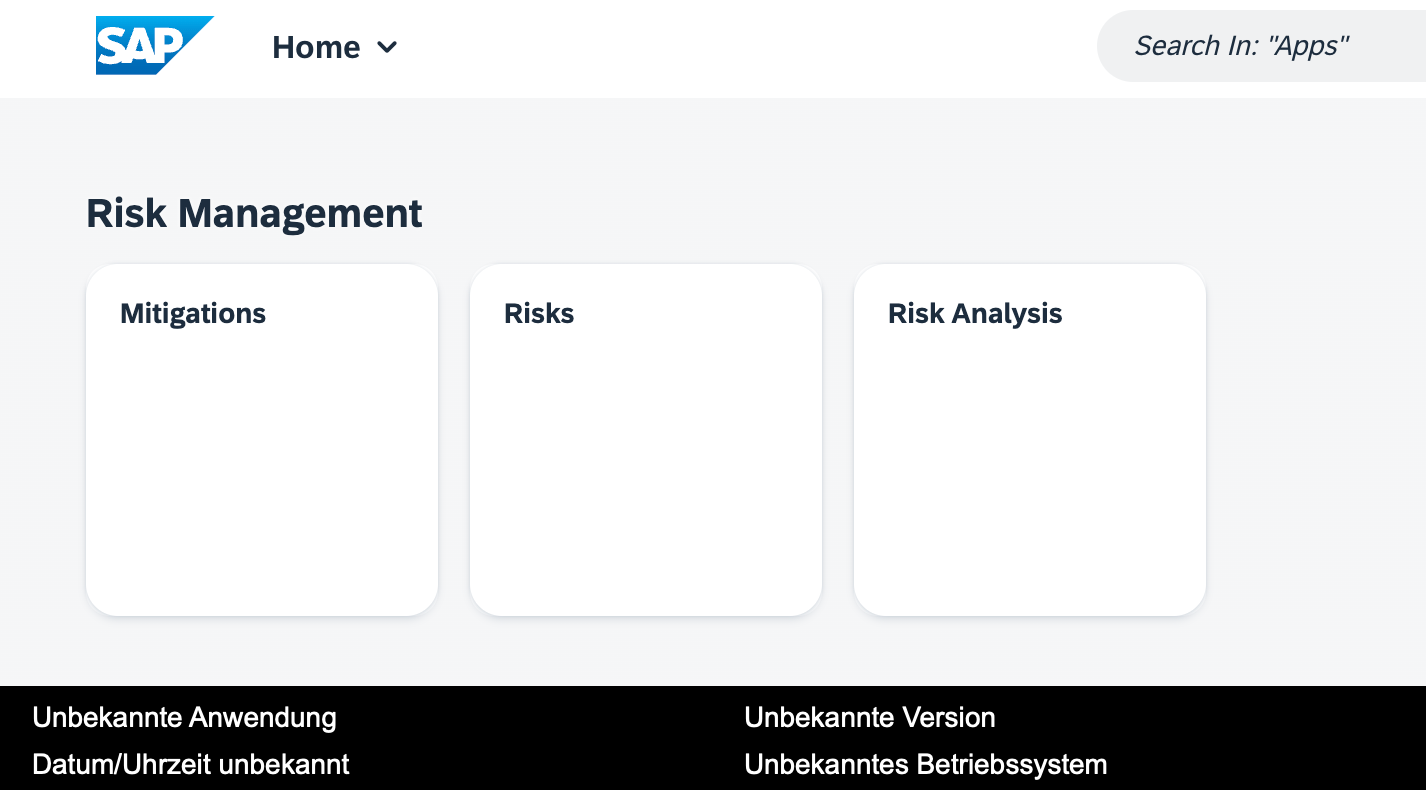 SAP Home Search In: "Apps"
Risk Management
Mitigations Risks Risk Analysis
Unbekannte Anwendung Unbekannte Version
Datum/Uhrzeit unbekannt Unbekanntes Betriebssystem